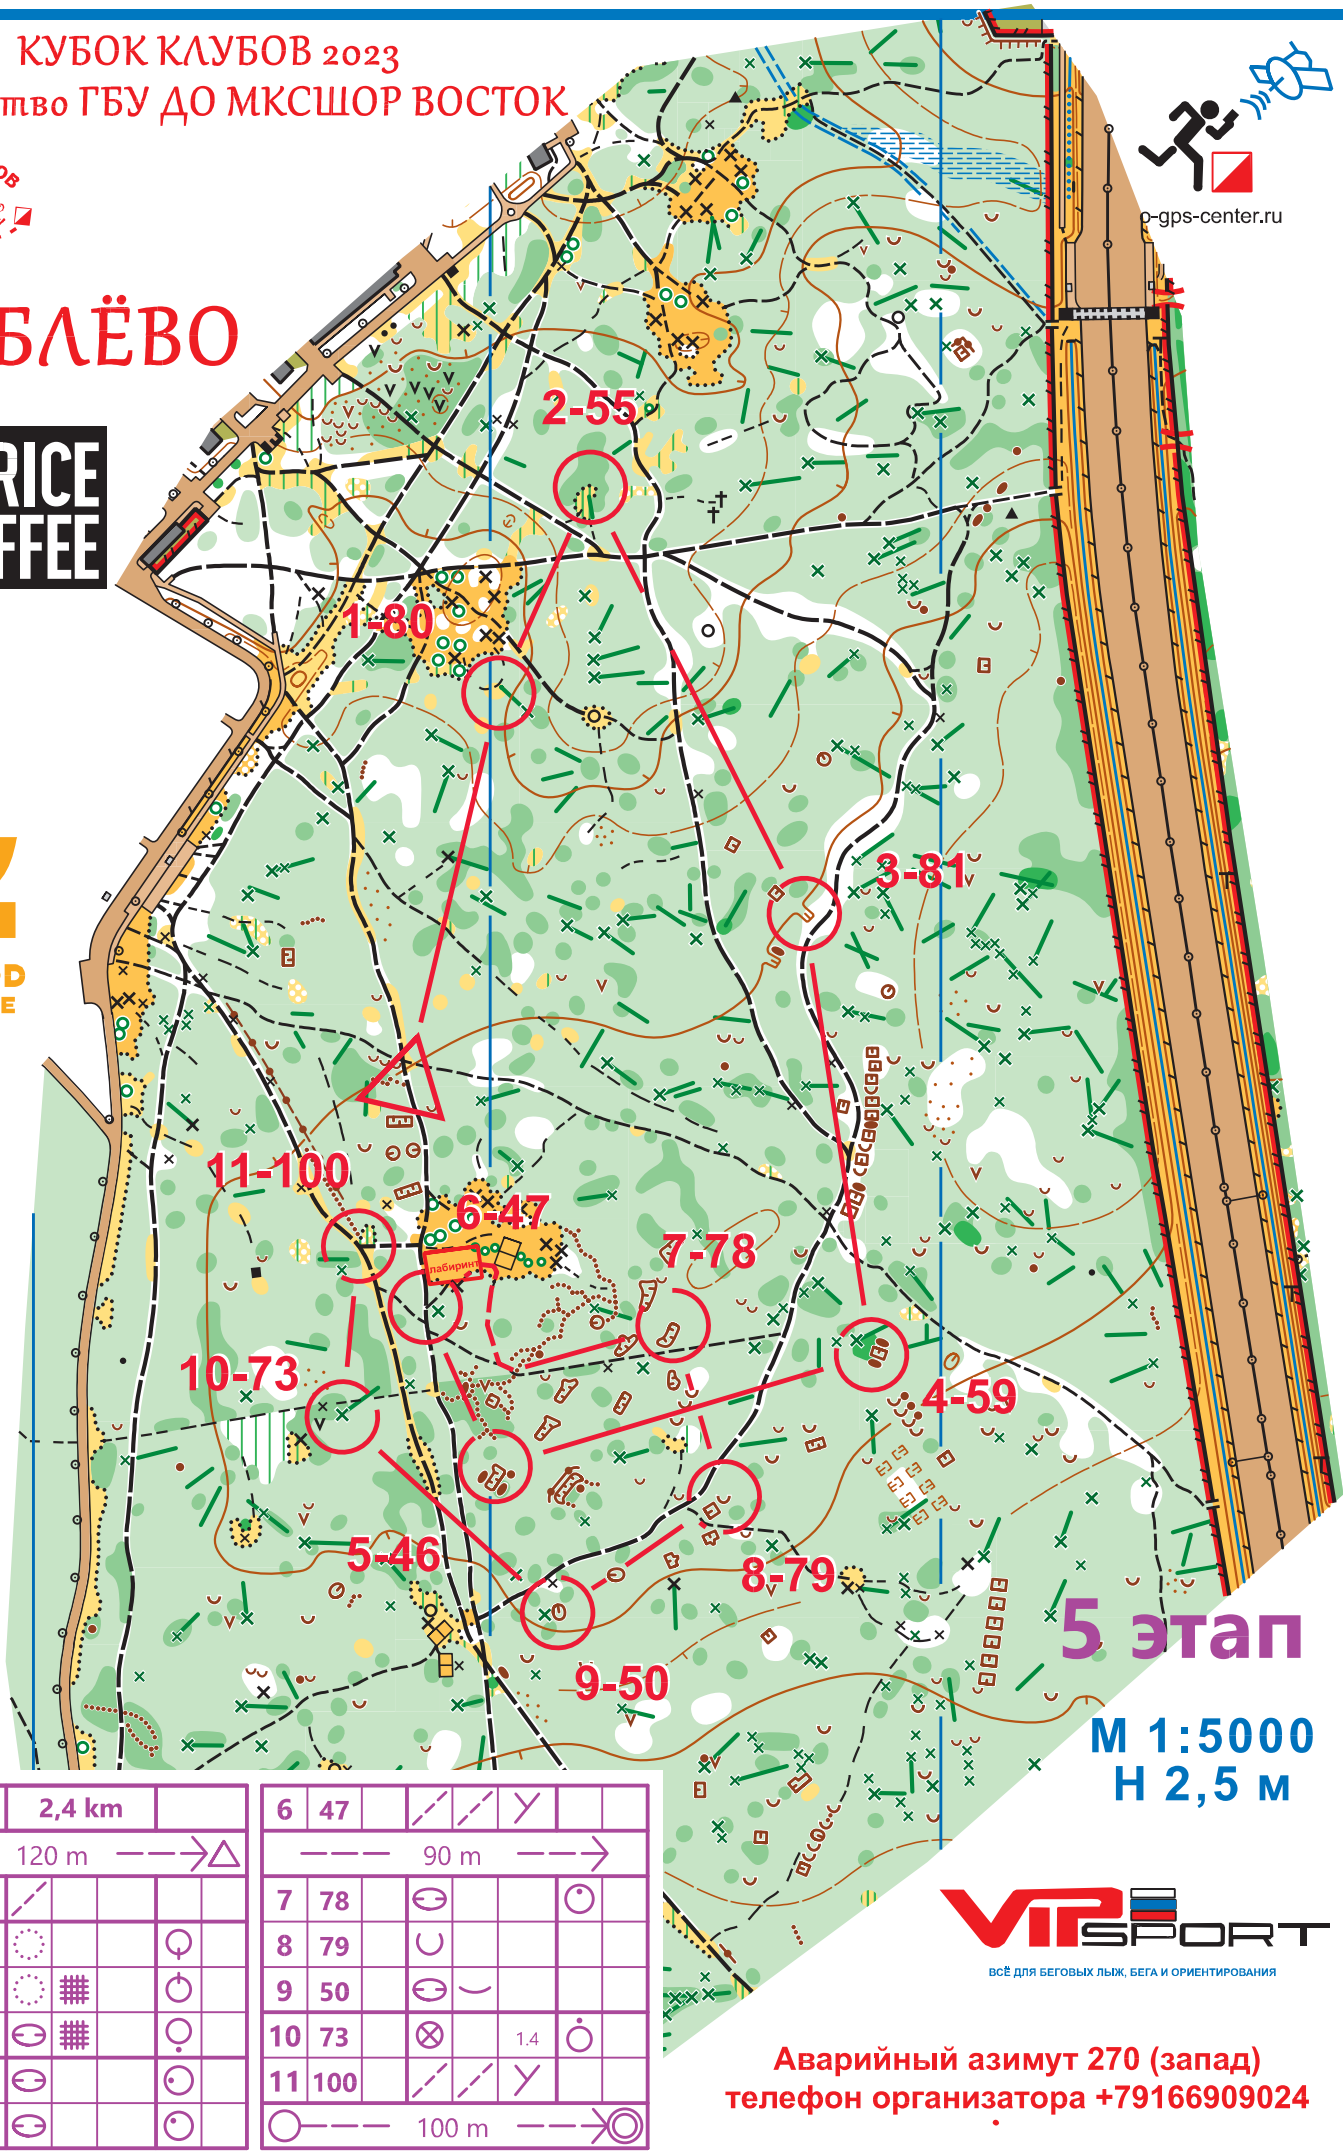 КУБОК КЛУБОВ 2023
тво ГБУ ДО МКСШОР ВОСТОК
ОВ
o-gps-center.ru
БЛЁВО
RICE
FFEE
2-55
1-80
3-81
11-100
6-47
лабиринт
7-78
10-73
4-59
5-46
8-79
9-50
5 этап
М 1:5000
Н 2,5 м
2,4 km
120 m
6 47
90 m
7 78
8 79
9 50
10 73 1.4
11 100
100 m
VIP SPORT
ВСЁ ДЛЯ БЕГОВЫХ ЛЫЖ, БЕГА И ОРИЕНТИРОВАНИЯ
Аварийный азимут 270 (запад)
телефон организатора +79166909024